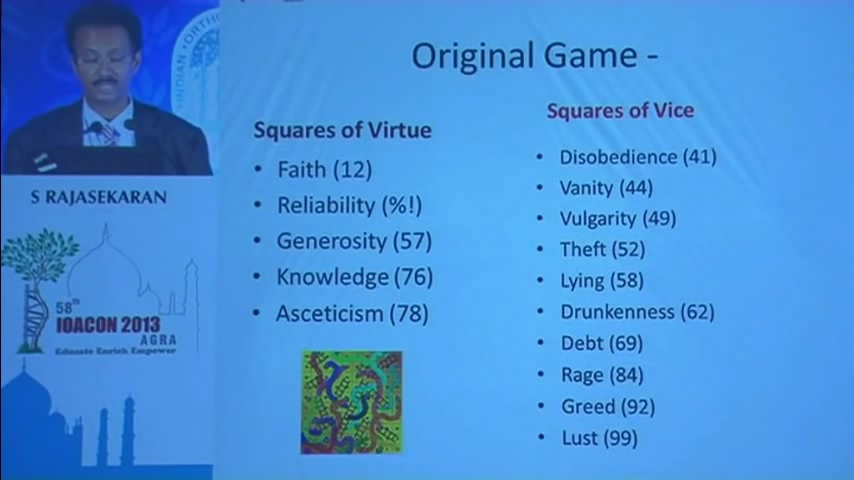 INDIAN ORTHO
S RAJASEKARAN
58th
IOACON 2013
AGRA
Educate Enrich Empower
Original Game -
Squares of Virtue
• Faith (12)
• Reliability (%!)
• Generosity (57)
• Knowledge (76)
• Asceticism (78)
Squares of Vice
• Disobedience (41)
• Vanity (44)
• Vulgarity (49)
• Theft (52)
• Lying (58)
• Drunkenness (62)
• Debt (69)
• Rage (84)
• Greed (92)
• Lust (99)